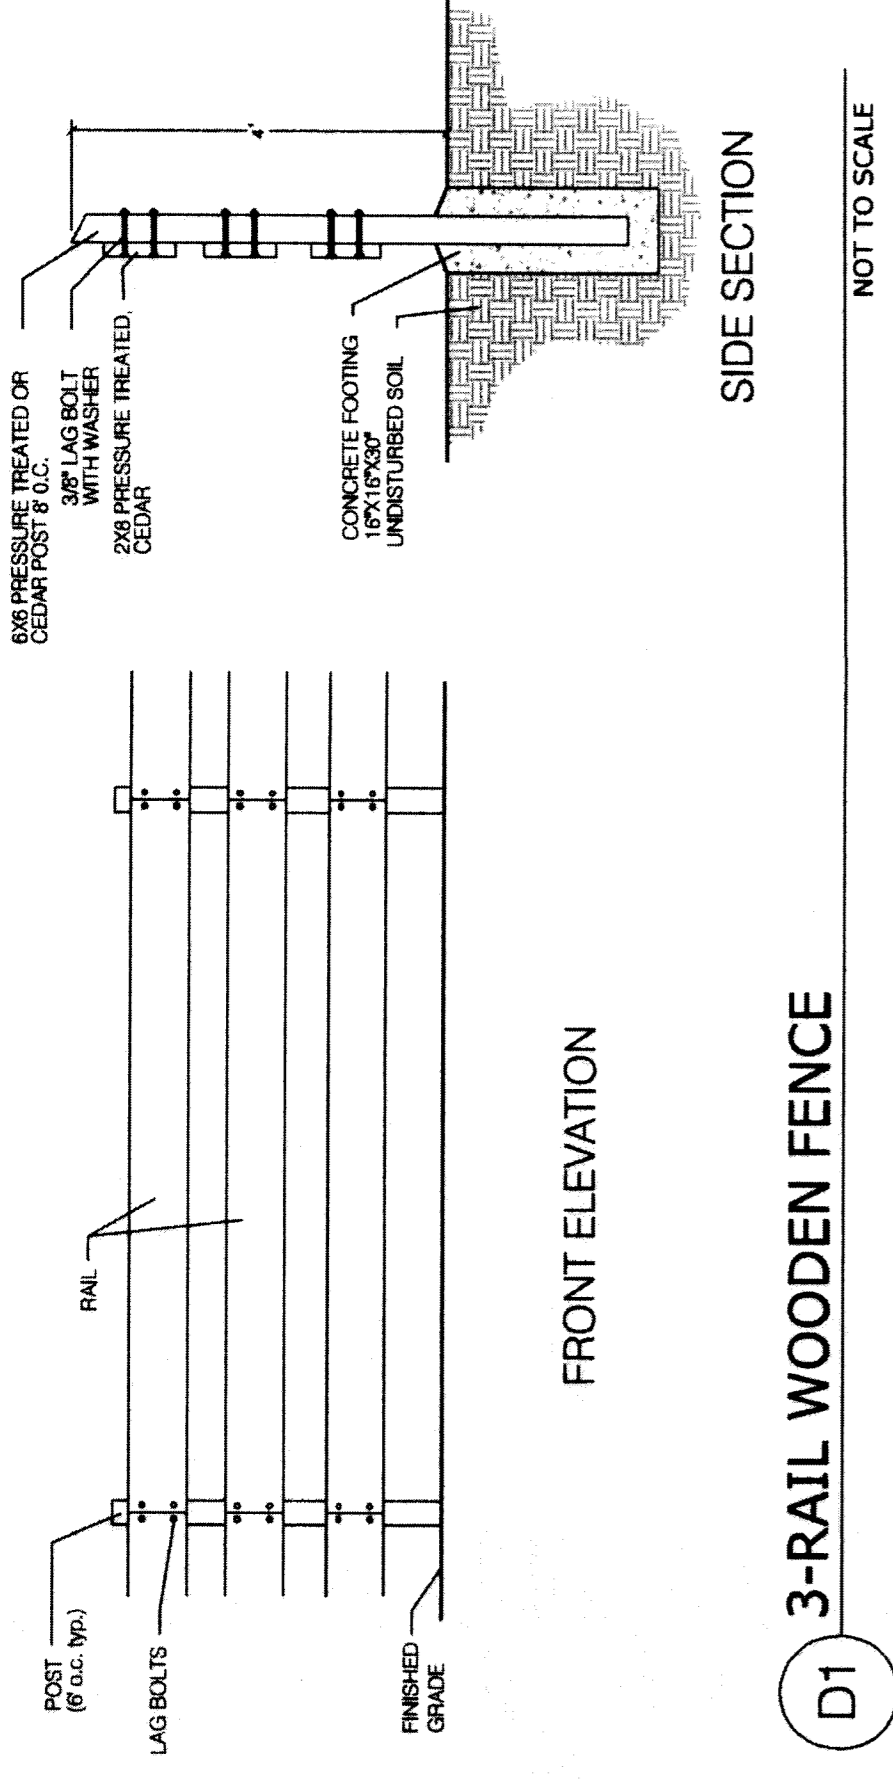 POST
(6' o.c. typ.)
LAG BOLTS
RAIL
FINISHED
GRADE
FRONT ELEVATION
6X6 PRESSURE TREATED OR
CEDAR POST 8' O.C.
3/8" LAG BOLT
WITH WASHER
2X8 PRESSURE TREATED,
CEDAR
4'
CONCRETE FOOTING
16"X16"X30"
UNDISTURBED SOIL
SIDE SECTION
D1
3-RAIL WOODEN FENCE
NOT TO SCALE